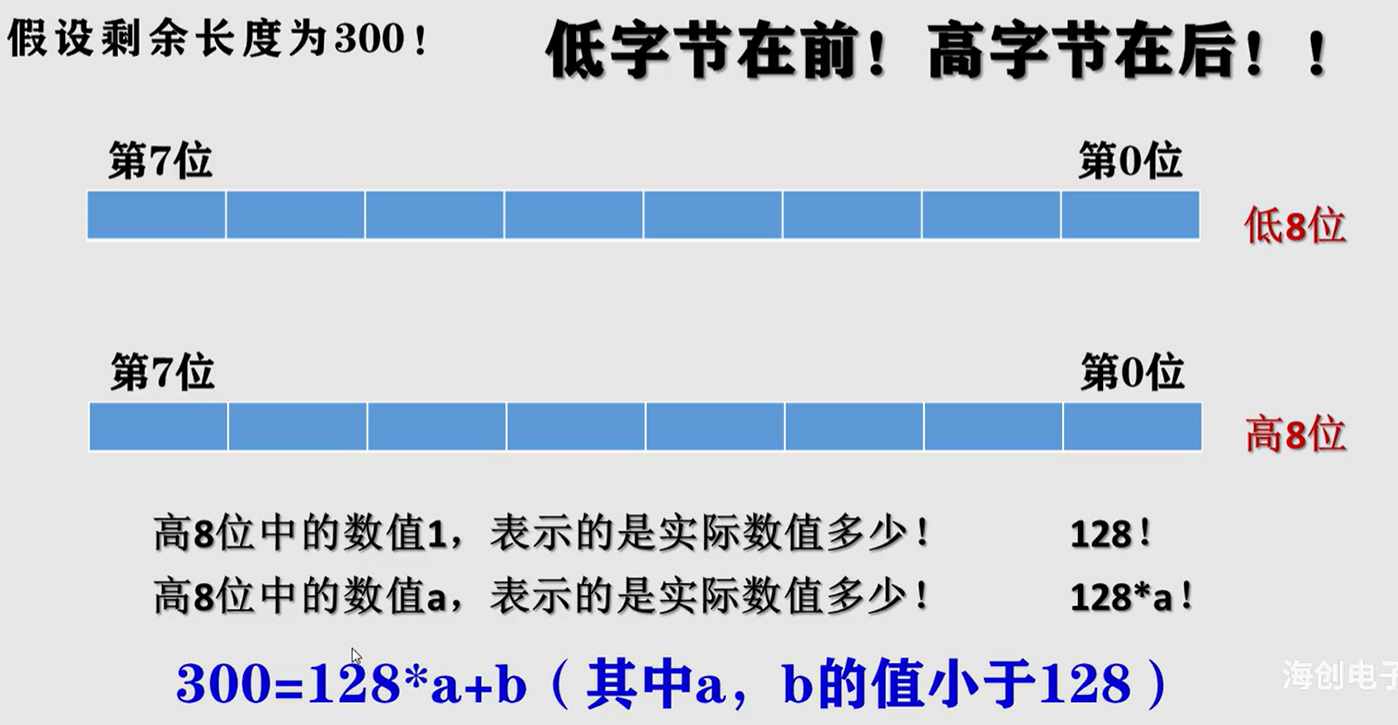 假设剩余长度为300！
低字节在前！高字节在后！！
第7位 第0位
低8位
第7位 第0位
高8位
高8位中的数值1，表示的是实际数值多少！ 128！
高8位中的数值a，表示的是实际数值多少！ 128*a！
300=128*a+b（其中a，b的值小于128）
海创电子